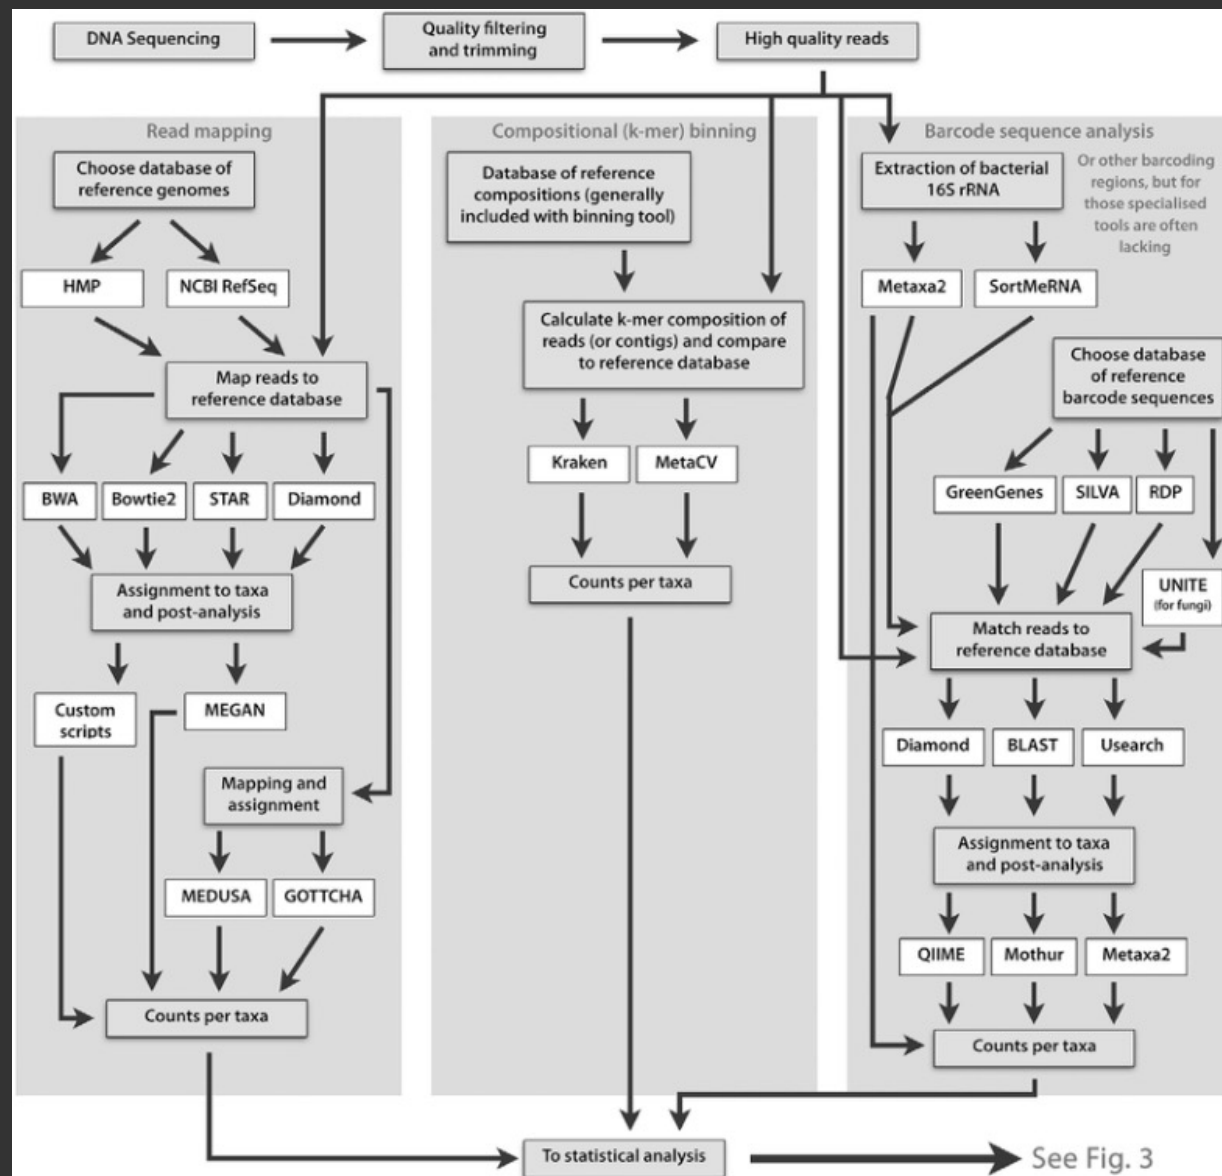 DNA Sequencing
Quality filtering
and trimming
High quality reads
Read mapping
Choose database of
reference genomes
HMP
NCBI RefSeq
Map reads to
reference database
BWA
Bowtie2
STAR
Diamond
Assignment to taxa
and post-analysis
Custom
scripts
MEGAN
Mapping and
assignment
MEDUSA
GOTTCHA
Counts per taxa
Compositional (k-mer) binning
Database of reference
compositions (generally
included with binning tool)
Calculate k-mer composition of
reads (or contigs) and compare
to reference database
Kraken
MetaCV
Counts per taxa
Barcode sequence analysis
Extraction of bacterial
16S rRNA
Or other barcoding
regions, but for
those specialised
tools are often
lacking
Metaxa2
SortMeRNA
Choose database
of reference
barcode sequences
GreenGenes
SILVA
RDP
UNITE
(for fungi)
Match reads to
reference database
Diamond
BLAST
Usearch
Assignment to taxa
and post-analysis
QIIME
Mothur
Metaxa2
Counts per taxa
To statistical analysis
See Fig. 3